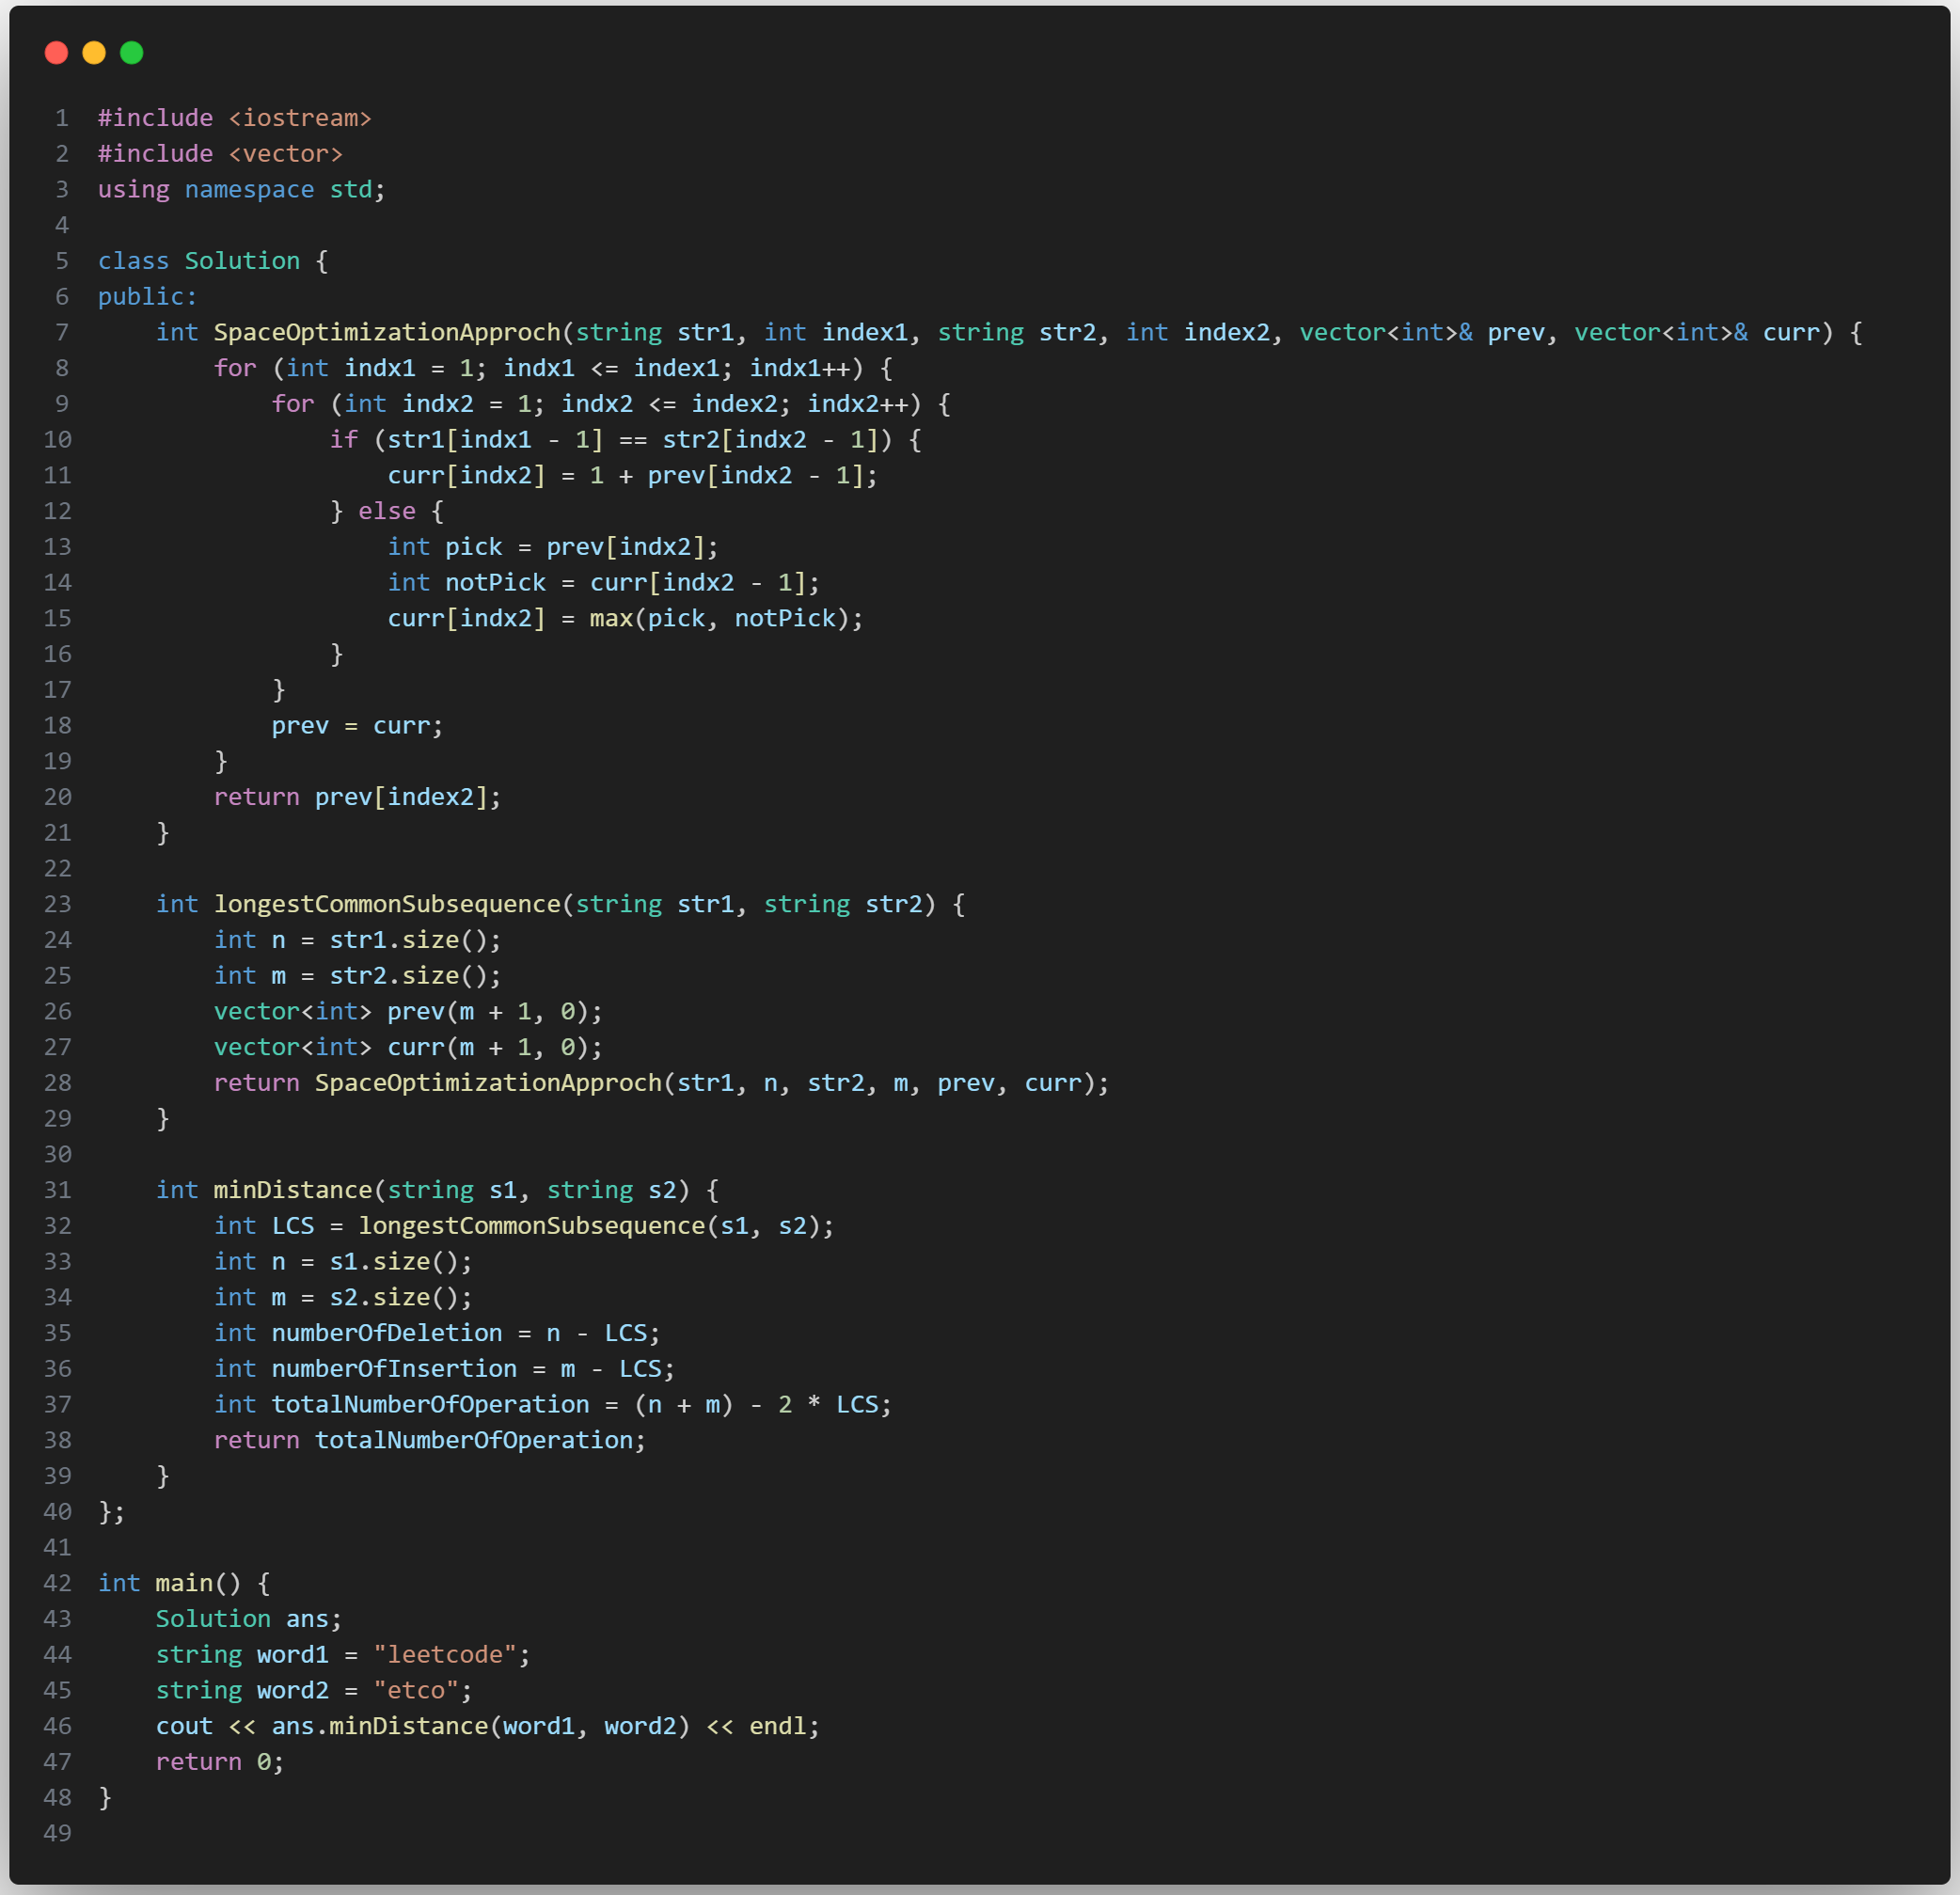 1 #include <iostream>
2 #include <vector>
3 using namespace std;
4
5 class Solution {
6 public:
7     int SpaceOptimizationApproch(string str1, int index1, string str2, int index2, vector<int>& prev, vector<int>& curr) {
8         for (int indx1 = 1; indx1 <= index1; indx1++) {
9             for (int indx2 = 1; indx2 <= index2; indx2++) {
10                 if (str1[indx1 - 1] == str2[indx2 - 1]) {
11                     curr[indx2] = 1 + prev[indx2 - 1];
12                 } else {
13                     int pick = prev[indx2];
14                     int notPick = curr[indx2 - 1];
15                     curr[indx2] = max(pick, notPick);
16                 }
17             }
18             prev = curr;
19         }
20         return prev[index2];
21     }
22
23     int longestCommonSubsequence(string str1, string str2) {
24         int n = str1.size();
25         int m = str2.size();
26         vector<int> prev(m + 1, 0);
27         vector<int> curr(m + 1, 0);
28         return SpaceOptimizationApproch(str1, n, str2, m, prev, curr);
29     }
30
31     int minDistance(string s1, string s2) {
32         int LCS = longestCommonSubsequence(s1, s2);
33         int n = s1.size();
34         int m = s2.size();
35         int numberOfDeletion = n - LCS;
36         int numberOfInsertion = m - LCS;
37         int totalNumberOfOperation = (n + m) - 2 * LCS;
38         return totalNumberOfOperation;
39     }
40 };
41
42 int main() {
43     Solution ans;
44     string word1 = "leetcode";
45     string word2 = "etco";
46     cout << ans.minDistance(word1, word2) << endl;
47     return 0;
48 }
49